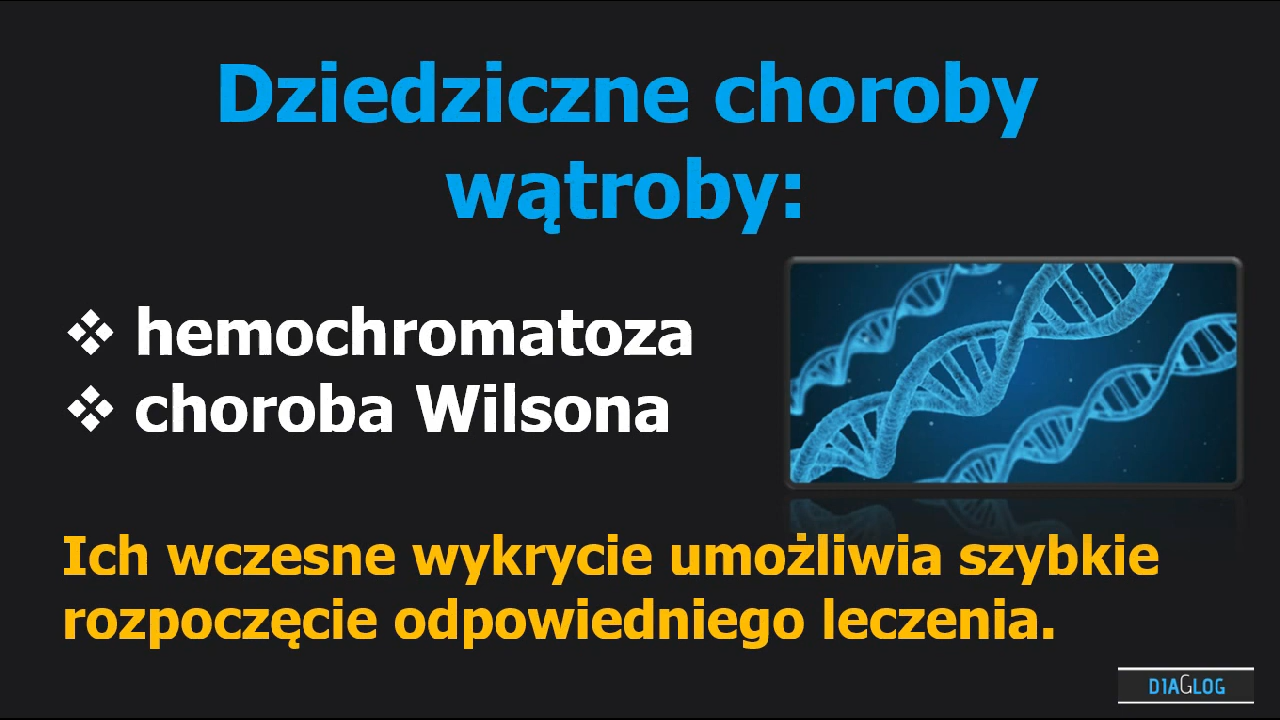 Dziedziczne choroby
wątroby:
❖ hemochromatoza
❖ choroba Wilsona
Ich wczesne wykrycie umożliwia szybkie
rozpoczęcie odpowiedniego leczenia.
DIAGLOG